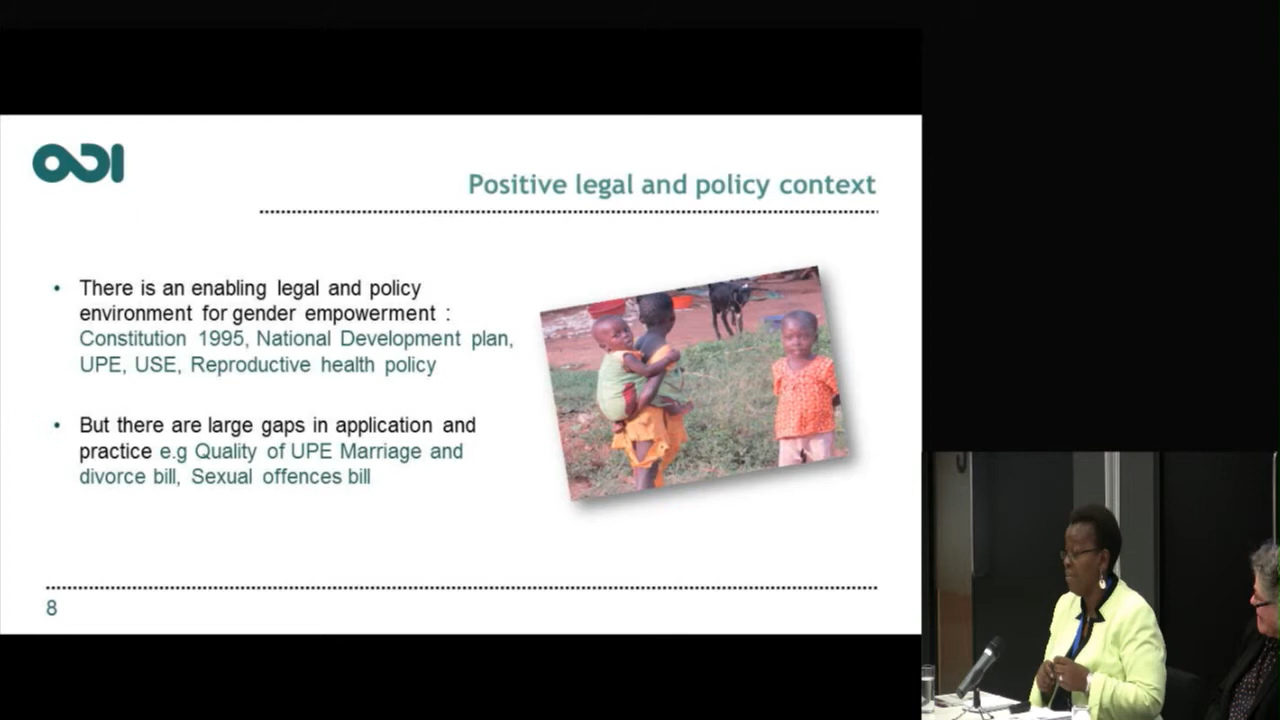 ODI
Positive legal and policy context
• There is an enabling legal and policy
environment for gender empowerment :
Constitution 1995, National Development plan,
UPE, USE, Reproductive health policy
• But there are large gaps in application and
practice e.g Quality of UPE Marriage and
divorce bill, Sexual offences bill
8